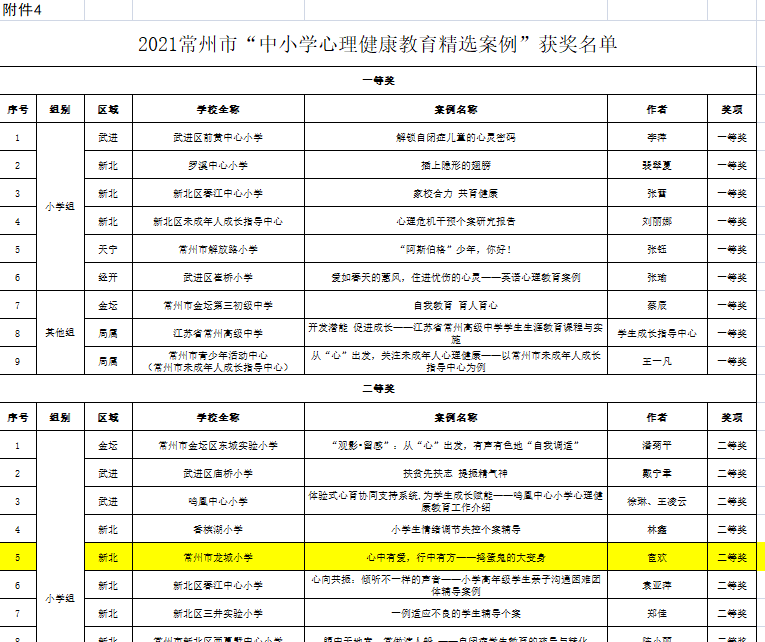 附件4
2021常州市“中小学心理健康教育精选案例”获奖名单
一等奖
序号 组别 区域 学校全称 案例名称 作者 奖项
1 武进 武进区前黄中心小学 解锁自闭症儿童的心灵密码 李萍 一等奖
2 新北 罗溪中心小学 插上隐形的翅膀 一等奖
3 新北 新北区春江中心小学 家校合力 共育健康 张蕾 一等奖
小学组
4 新北 新北区未成年人成长指导中心 心理危机干预个案研究报告 刘丽娜 一等奖
5 天宁 常州市解放路小学 “阿斯伯格”少年，你好！ 张钰 一等奖
6 经开 武进区崔桥小学 爱如春天的蕙风，住进忧伤的心灵——英语心理教育案例 张瑜 一等奖
7 金坛 常州市金坛第三初级中学 自我教育 育人育心 蔡辰 一等奖
其他组
8 局属 江苏省常州高级中学 开发潜能 促进成长——江苏省常州高级中学学生生涯教育课程与实
施 学生成长指导中心 一等奖
9 局属 常州市青少年活动中心
（常州市未成年人成长指导中心） 从“心”出发，关注未成年人心理健康——以常州市未成年人成长
指导中心为例 王一凡 一等奖
二等奖
序号 组别 区域 学校全称 案例名称 作者 奖项
1 金坛 常州市金坛区东城实验小学 “观影•留感”：从“心”出发，有声有色地“自我调适” 潘菊平 二等奖
2 武进 武进区庙桥小学 扶贫先扶志 提振精气神 戴宁聿 二等奖
3 武进 鸣凰中心小学 体验式心育协同支持系统,为学生成长赋能——鸣凰中心小学心理健
康教育工作介绍 徐琳、王凌云 二等奖
4 新北 香槟湖小学 小学生情绪调节失控个案辅导 林鑫 二等奖
5 新北 常州市龙城小学 心中有爱，行中有方——捣蛋鬼的大变身 宦欢 二等奖
6 新北 新北区春江中心小学 心向共振：倾听不一样的声音——小学高年级学生亲子沟通困难团
体辅导案例 袁亚萍 二等奖
小学组
7 新北 新北区三井实验小学 一例适应不良的学生辅导个案 郑佳 二等奖
8 新北